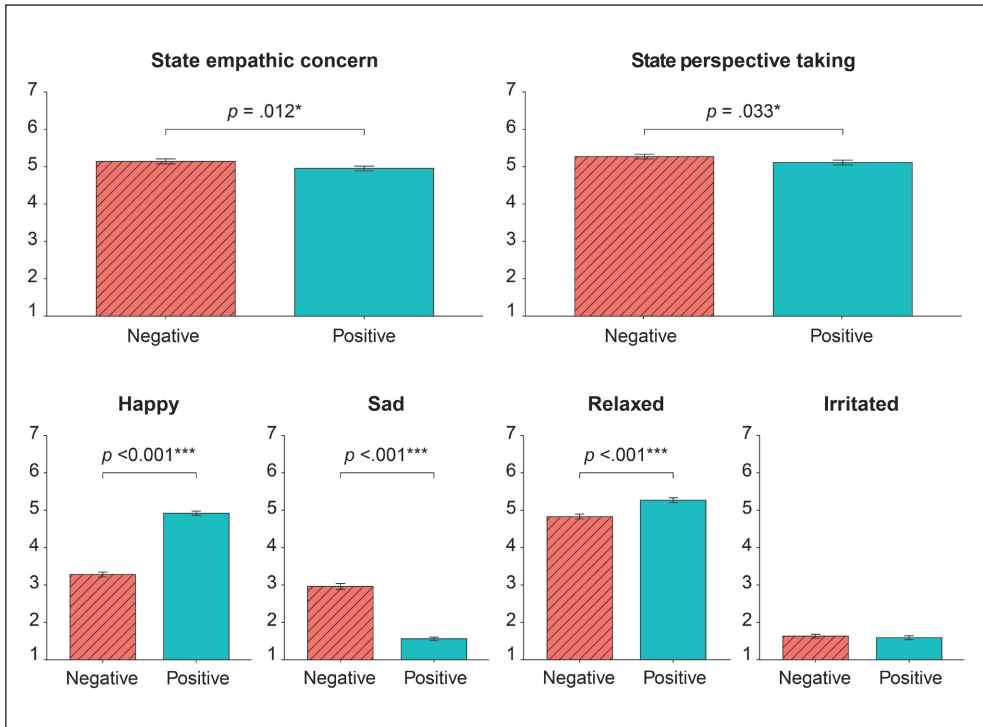 State empathic concern
7
6
5
4
3
2
1
p = .012*
Negative Positive
State perspective taking
7
6
5
4
3
2
1
p = .033*
Negative Positive
Happy
7
6
5
4
3
2
1
p <0.001***
Negative Positive
Sad
7
6
5
4
3
2
1
p <.001***
Negative Positive
Relaxed
7
6
5
4
3
2
1
p <.001***
Negative Positive
Irritated
7
6
5
4
3
2
1
Negative Positive